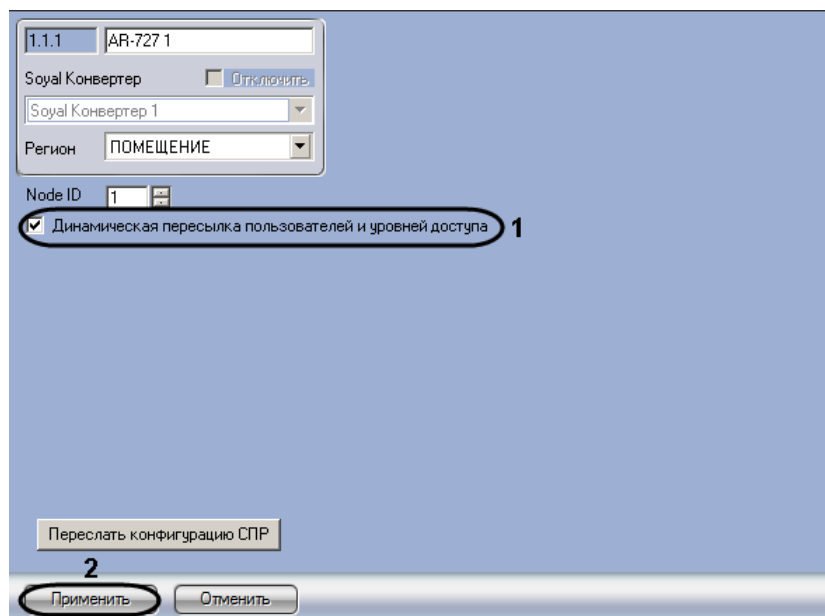 1.1.1 AR-727 1
Soyal Конвертер Отключить
Soyal Конвертер 1
Регион ПОМЕЩЕНИЕ
Node ID 1
Динамическая пересылка пользователей и уровней доступа 1
Переслать конфигурацию СПР
2
Применить Отменить